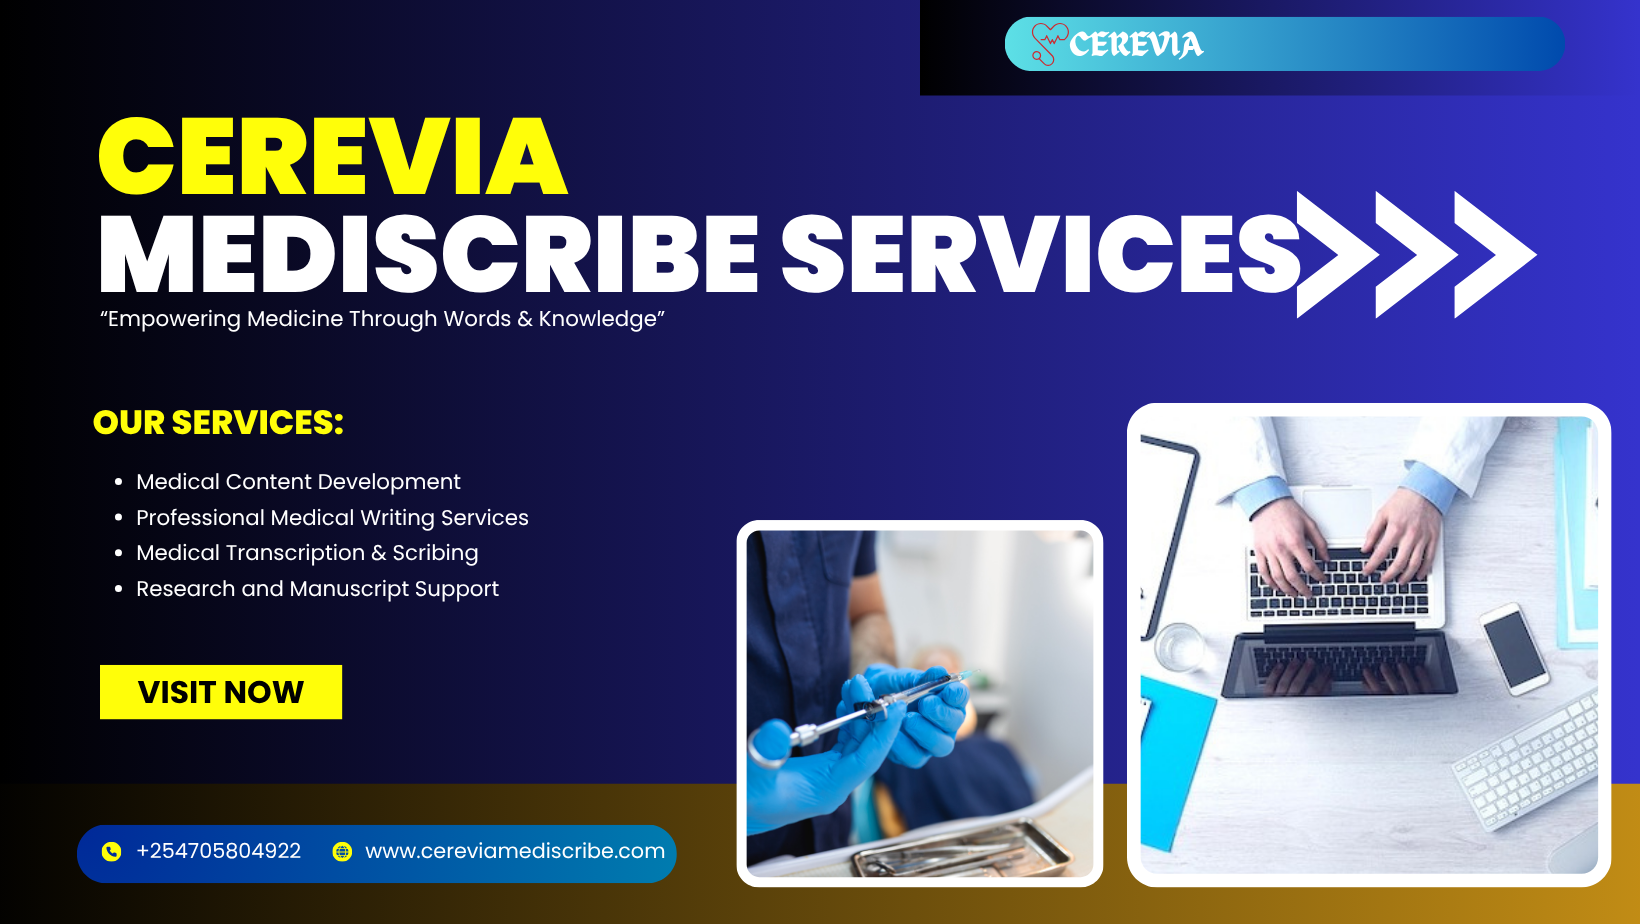 CEREVIA
CEREVIA
MEDISCRIBE SERVICES
“Empowering Medicine Through Words & Knowledge”
OUR SERVICES:
• Medical Content Development
• Professional Medical Writing Services
• Medical Transcription & Scribing
• Research and Manuscript Support
VISIT NOW
+254705804922 www.cereviamediscribe.com